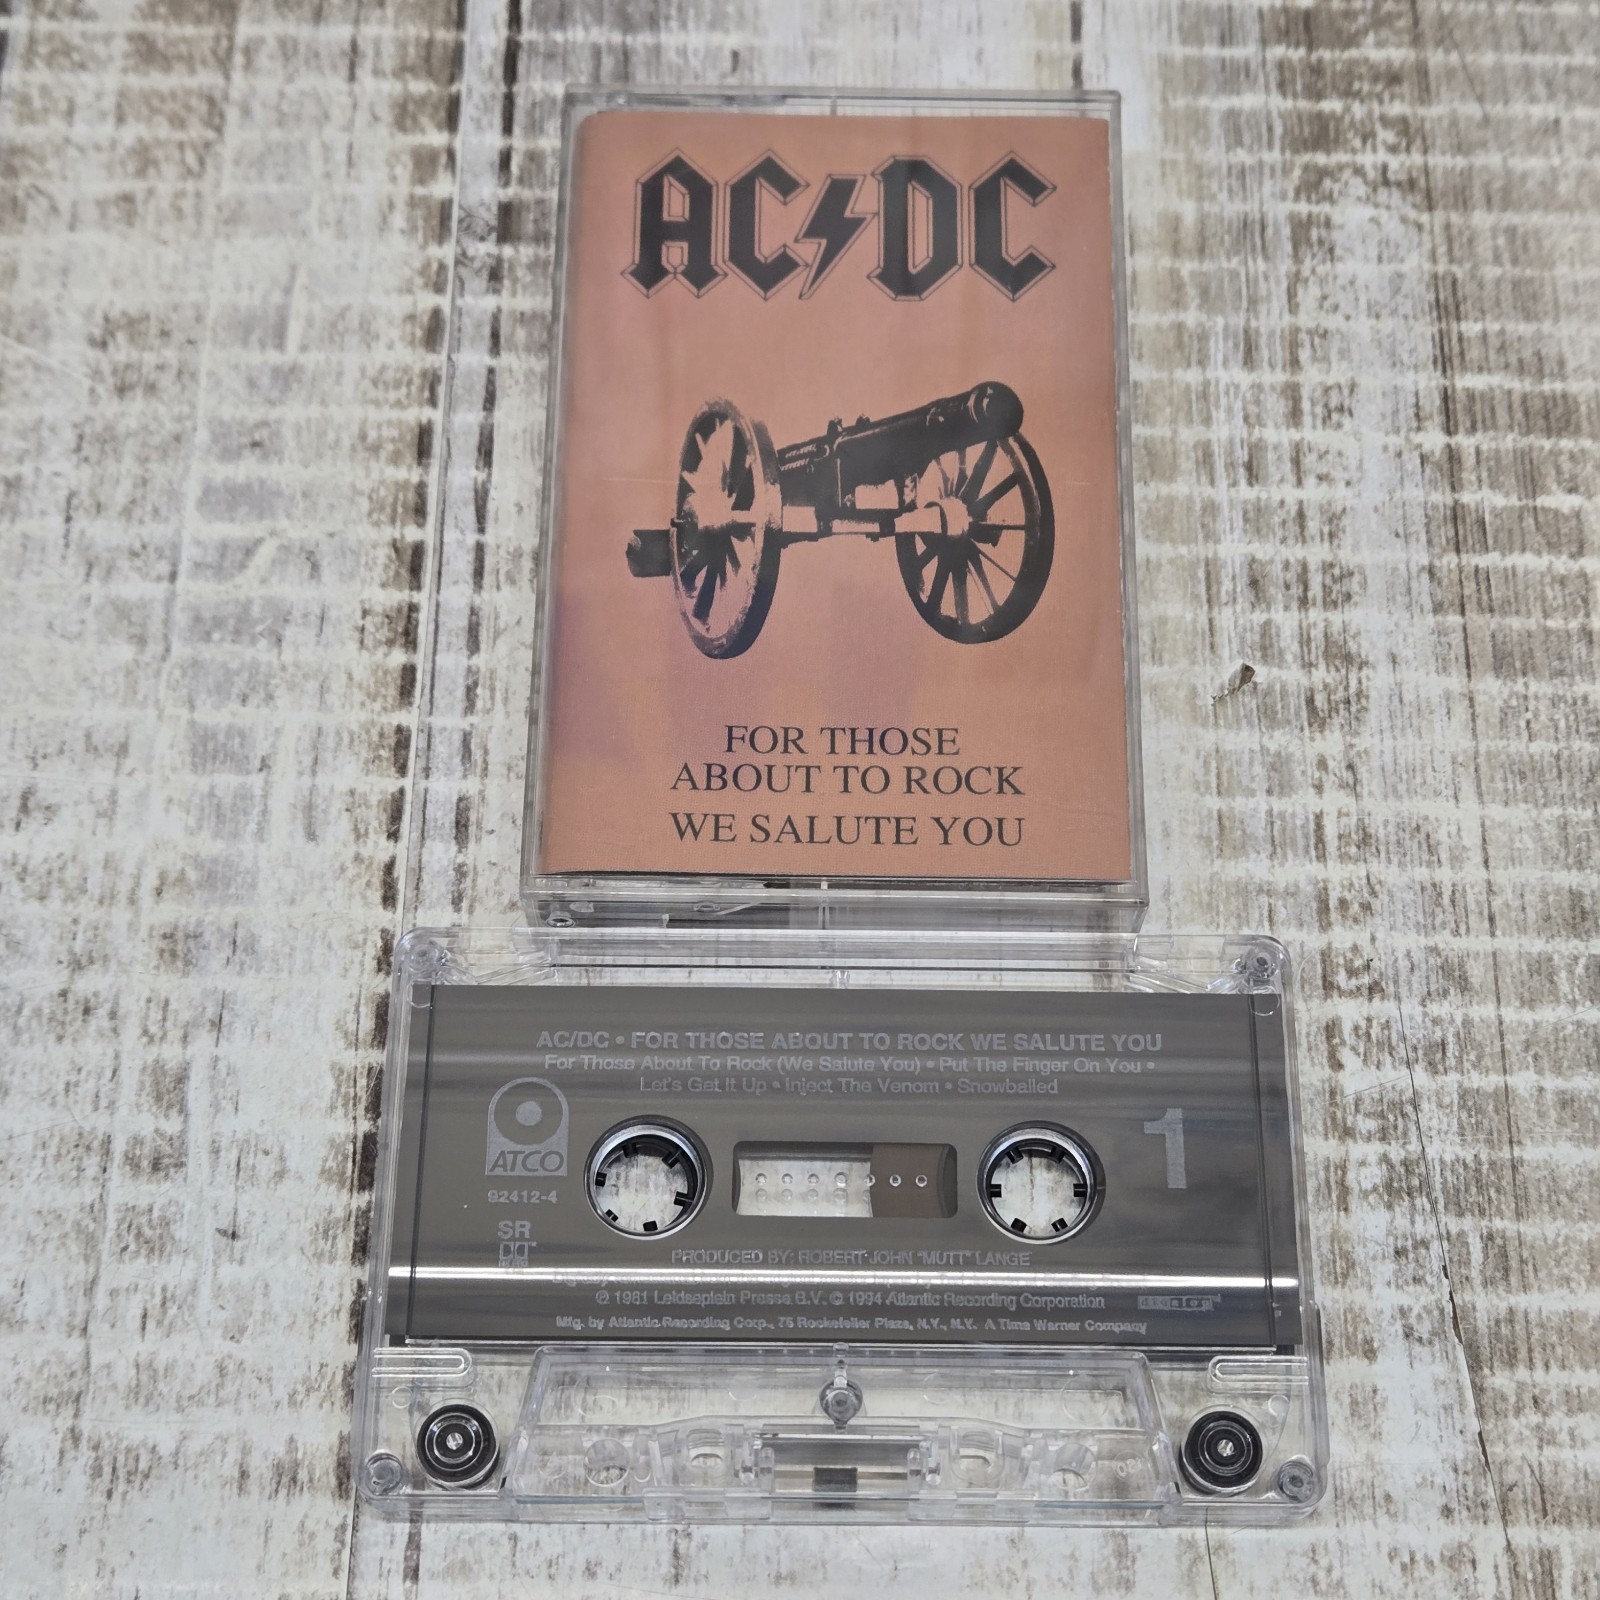 AC/DC
FOR THOSE
ABOUT TO ROCK
WE SALUTE YOU
AC/DC • FOR THOSE ABOUT TO ROCK WE SALUTE YOU
For Those About To Rock (We Salute You) • Put The Finger On You •
Let's Get It Up • Inject The Venom • Snowballed
1
ATCO
92412-4
SR
PRODUCED BY: ROBERT JOHN "MUTT" LANGE
℗ 1981 Leidseplein Presse B.V. © 1994 Atlantic Recording Corporation
Mfg. by Atlantic Recording Corp., 75 Rockefeller Plaza, N.Y., N.Y. A Time Warner Company